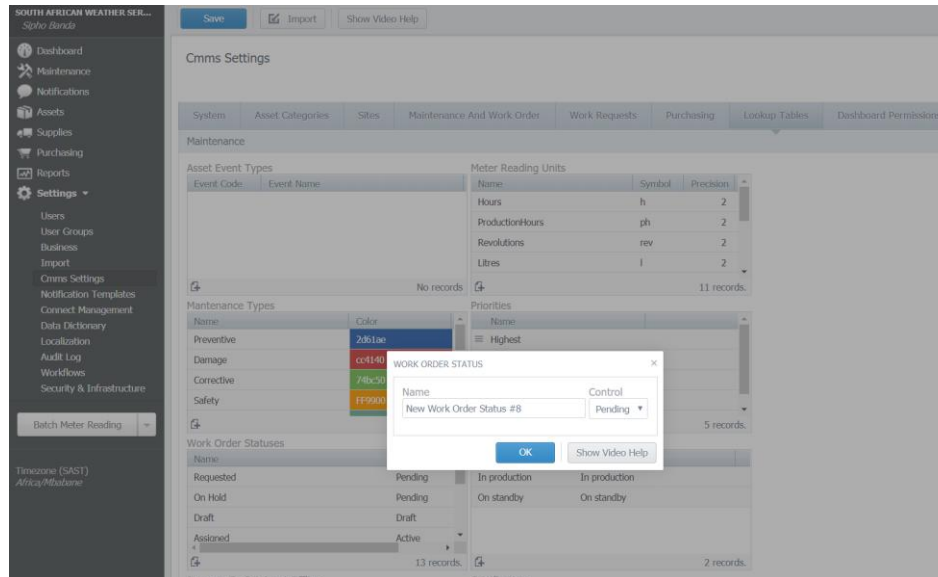 SOUTH AFRICAN WEATHER SER...
Sipho Banda
Dashboard
Maintenance
Notifications
Assets
Supplies
Purchasing
Reports
Settings
Users
User Groups
Business
Import
Cmms Settings
Notification Templates
Connect Management
Data Dictionary
Localization
Audit Log
Workflows
Security & Infrastructure
Batch Meter Reading
Timezone (SAST)
Africa/Mbabane
Save Import Show Video Help
Cmms Settings
System Asset Categories Sites Maintenance And Work Order Work Requests Purchasing Lookup Tables Dashboard Permissions
Maintenance
Asset Event Types
Event Code Event Name
No records
Meter Reading Units
Name Symbol Precision
Hours h 2
ProductionHours ph 2
Revolutions rev 2
Litres l 2
11 records.
Mantenance Types
Name Color
Preventive 2d61ae
Damage cc4140
Corrective 74bc50
Safety FF9900
Priorities
Name
Highest
5 records.
WORK ORDER STATUS ×
Name Control
New Work Order Status #8 Pending
OK Show Video Help
Work Order Statuses
Name
Requested Pending
On Hold Pending
Draft Draft
Assigned Active
13 records.
In production In production
On standby On standby
2 records.